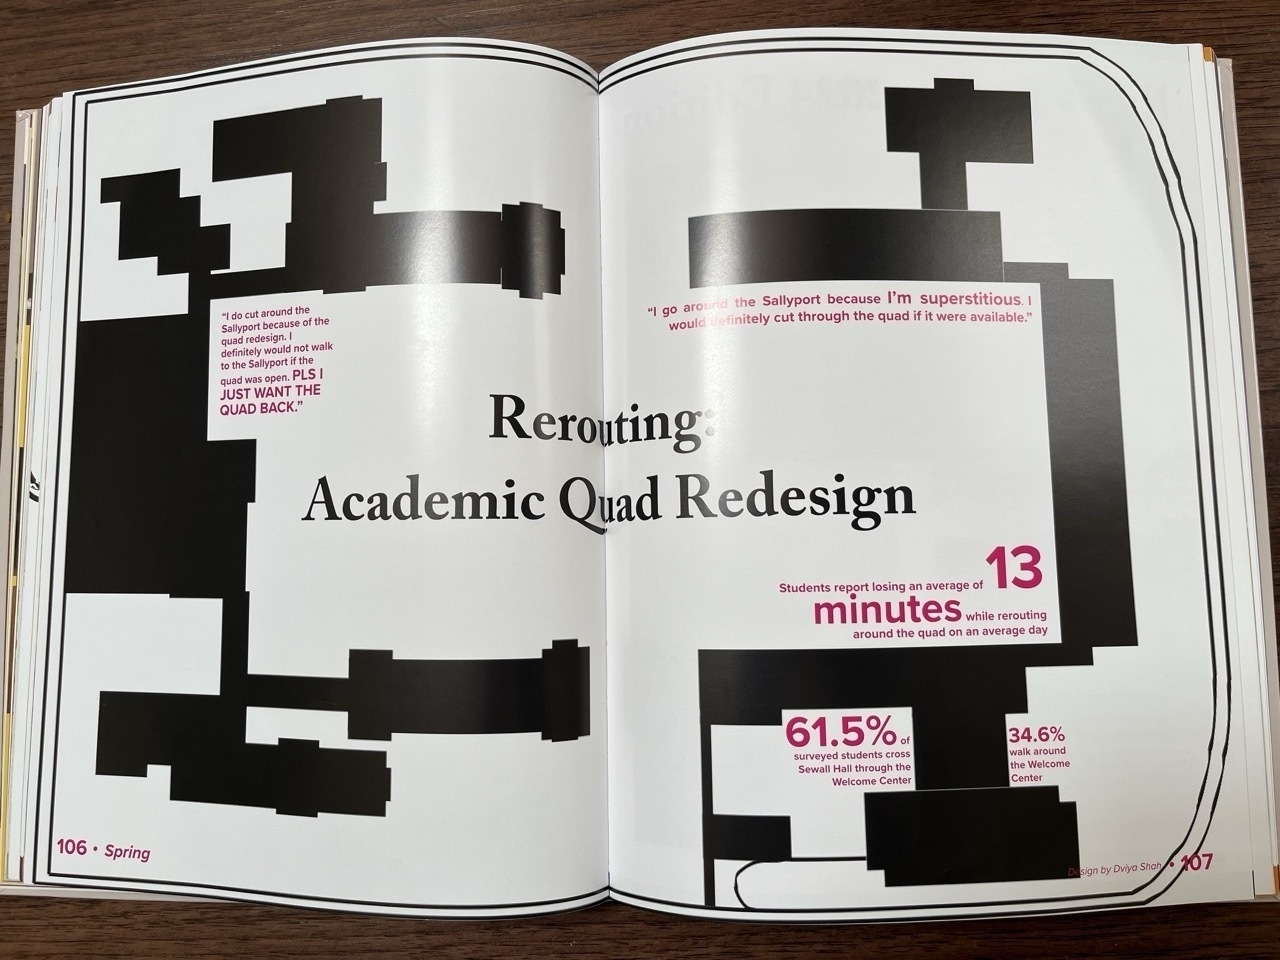 “I do cut around the
Sallyport because of the
quad redesign. I
definitely would not walk
to the Sallyport if the
quad was open. PLS I
JUST WANT THE
QUAD BACK.”
“I go around the Sallyport because I’m superstitious. I
would definitely cut through the quad if it were available.”
Rerouting:
Academic Quad Redesign
Students report losing an average of 13
minutes while rerouting
around the quad on an average day
61.5% of
surveyed students cross
Sewall Hall through the
Welcome Center
34.6%
walk around
the Welcome
Center
106 • Spring
Design by Dviya Shah • 107